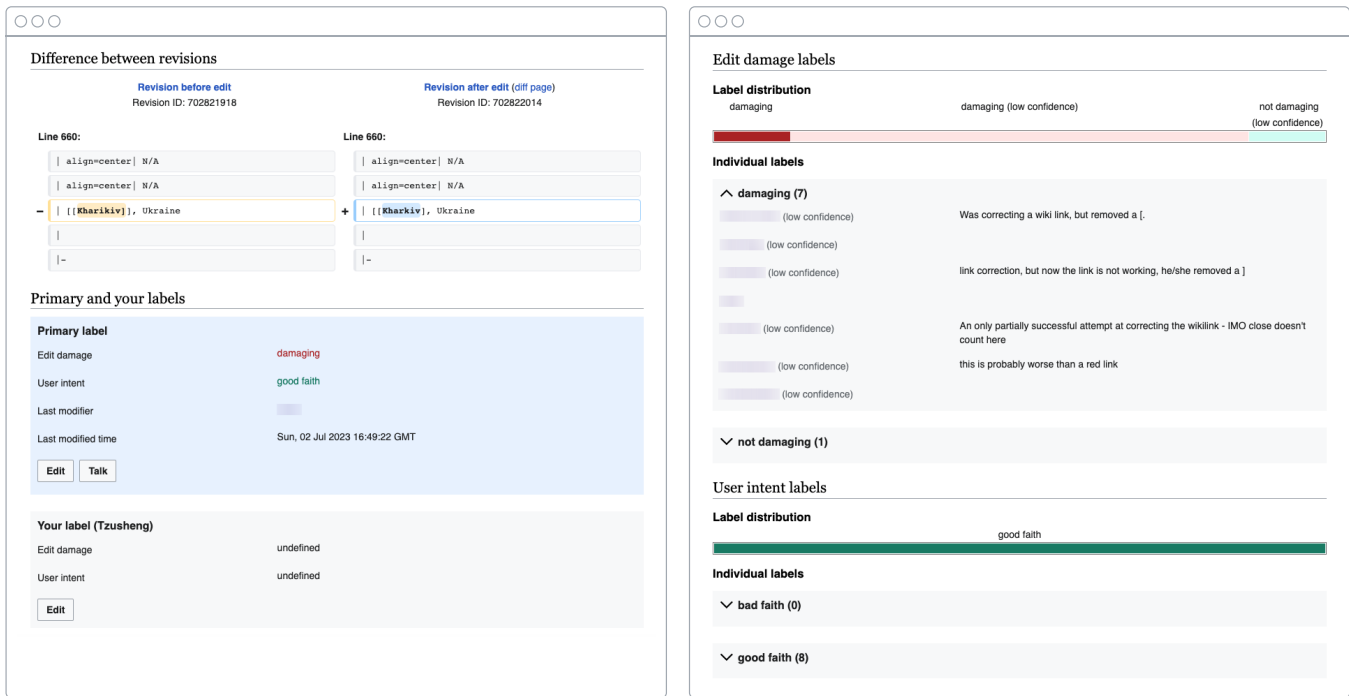 Difference between revisions
Revision before edit
Revision ID: 702821918
Revision after edit (diff page)
Revision ID: 702822014
Line 660:
Line 660:
| align=center| N/A
| align=center| N/A
| align=center| N/A
| align=center| N/A
− | [[Kharikiv]], Ukraine
+ | [[Kharkiv], Ukraine
|
|
|-
|-
Primary and your labels
Primary label
Edit damage damaging
User intent good faith
Last modifier
Last modified time Sun, 02 Jul 2023 16:49:22 GMT
Edit Talk
Your label (Tzusheng)
Edit damage undefined
User intent undefined
Edit
Edit damage labels
Label distribution
damaging damaging (low confidence) not damaging
(low confidence)
Individual labels
damaging (7)
(low confidence) Was correcting a wiki link, but removed a [.
(low confidence)
(low confidence) link correction, but now the link is not working, he/she removed a ]
(low confidence) An only partially successful attempt at correcting the wikilink - IMO close doesn't
count here
(low confidence) this is probably worse than a red link
(low confidence)
not damaging (1)
User intent labels
Label distribution
good faith
Individual labels
bad faith (0)
good faith (8)